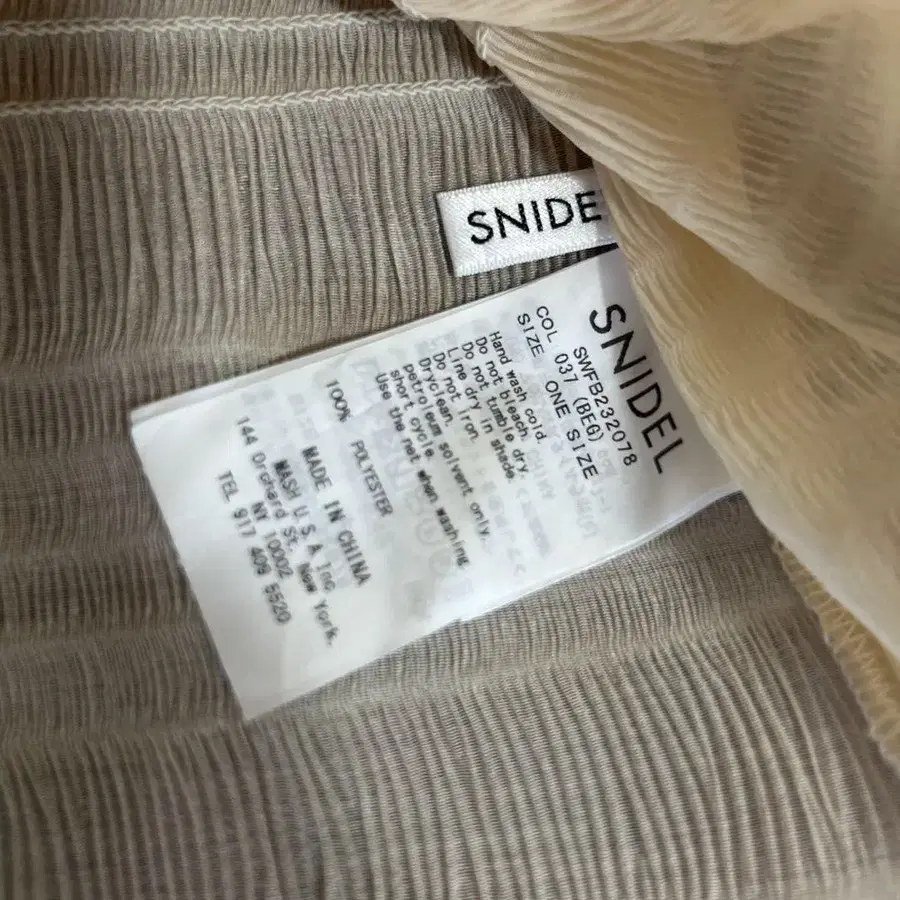 SNIDE
SNIDEL
SWFB232078
COL 037 (BEG)
SIZE ONE SIZE
Hand wash cold.
Do not bleach.
Do not tumble dry.
Line dry in shade.
Do not iron.
Dryclean.
petroleum solvent only.
short cycle.
Use the net when washing
100% POLYESTER
MADE IN CHINA
MASH U.S.A Inc
144 Orchard St. New York,
NY 10002
TEL 917 409 5520